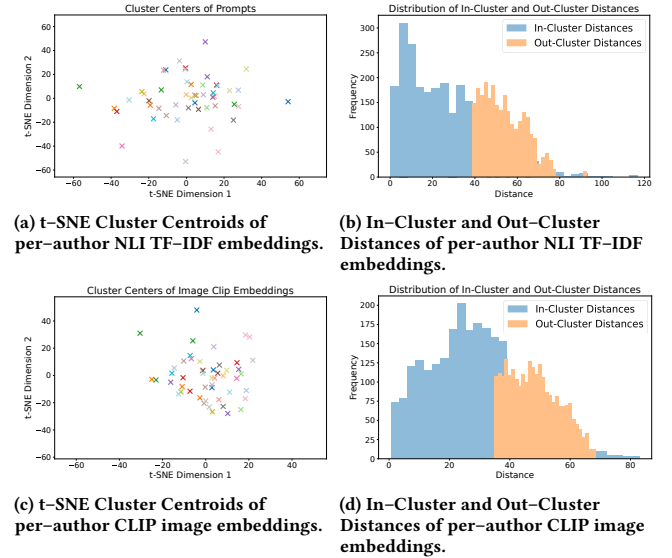 Cluster Centers of Prompts
t-SNE Dimension 2
60
40
20
0
−20
−40
−60
−60 −40 −20 0 20 40 60
t-SNE Dimension 1
(a) t–SNE Cluster Centroids of
per–author NLI TF–IDF embeddings.
Distribution of In-Cluster and Out-Cluster Distances
In-Cluster Distances
Out-Cluster Distances
Frequency
300
250
200
150
100
50
0
0 20 40 60 80 100 120
Distance
(b) In–Cluster and Out–Cluster
Distances of per-author NLI TF–IDF
embeddings.
Cluster Centers of Image Clip Embeddings
t-SNE Dimension 2
60
40
20
0
−20
−40
−60
−60 −40 −20 0 20 40
t-SNE Dimension 1
(c) t–SNE Cluster Centroids of
per–author CLIP image embeddings.
Distribution of In-Cluster and Out-Cluster Distances
In-Cluster Distances
Out-Cluster Distances
Frequency
200
175
150
125
100
75
50
25
0
0 20 40 60 80
Distance
(d) In–Cluster and Out–Cluster
Distances of per–author CLIP image
embeddings.